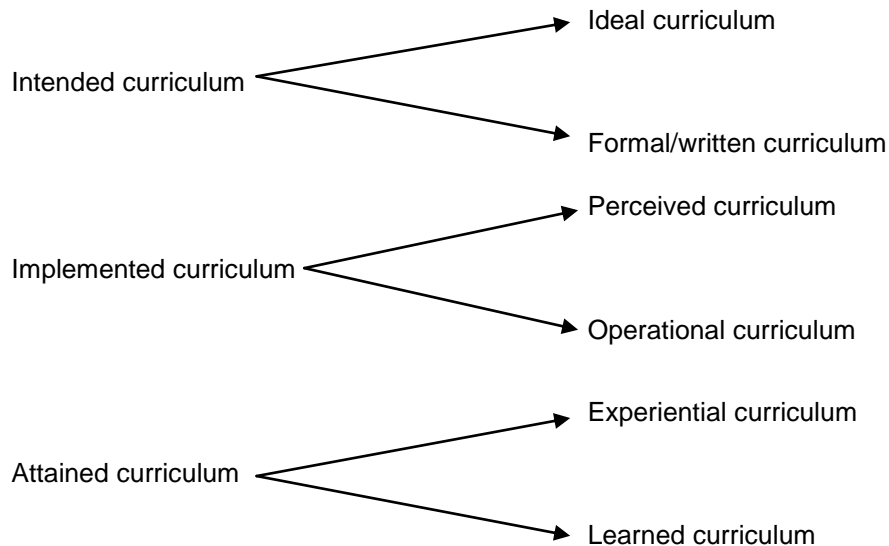 Ideal curriculum
Intended curriculum
Formal/written curriculum
Perceived curriculum
Implemented curriculum
Operational curriculum
Experiential curriculum
Attained curriculum
Learned curriculum